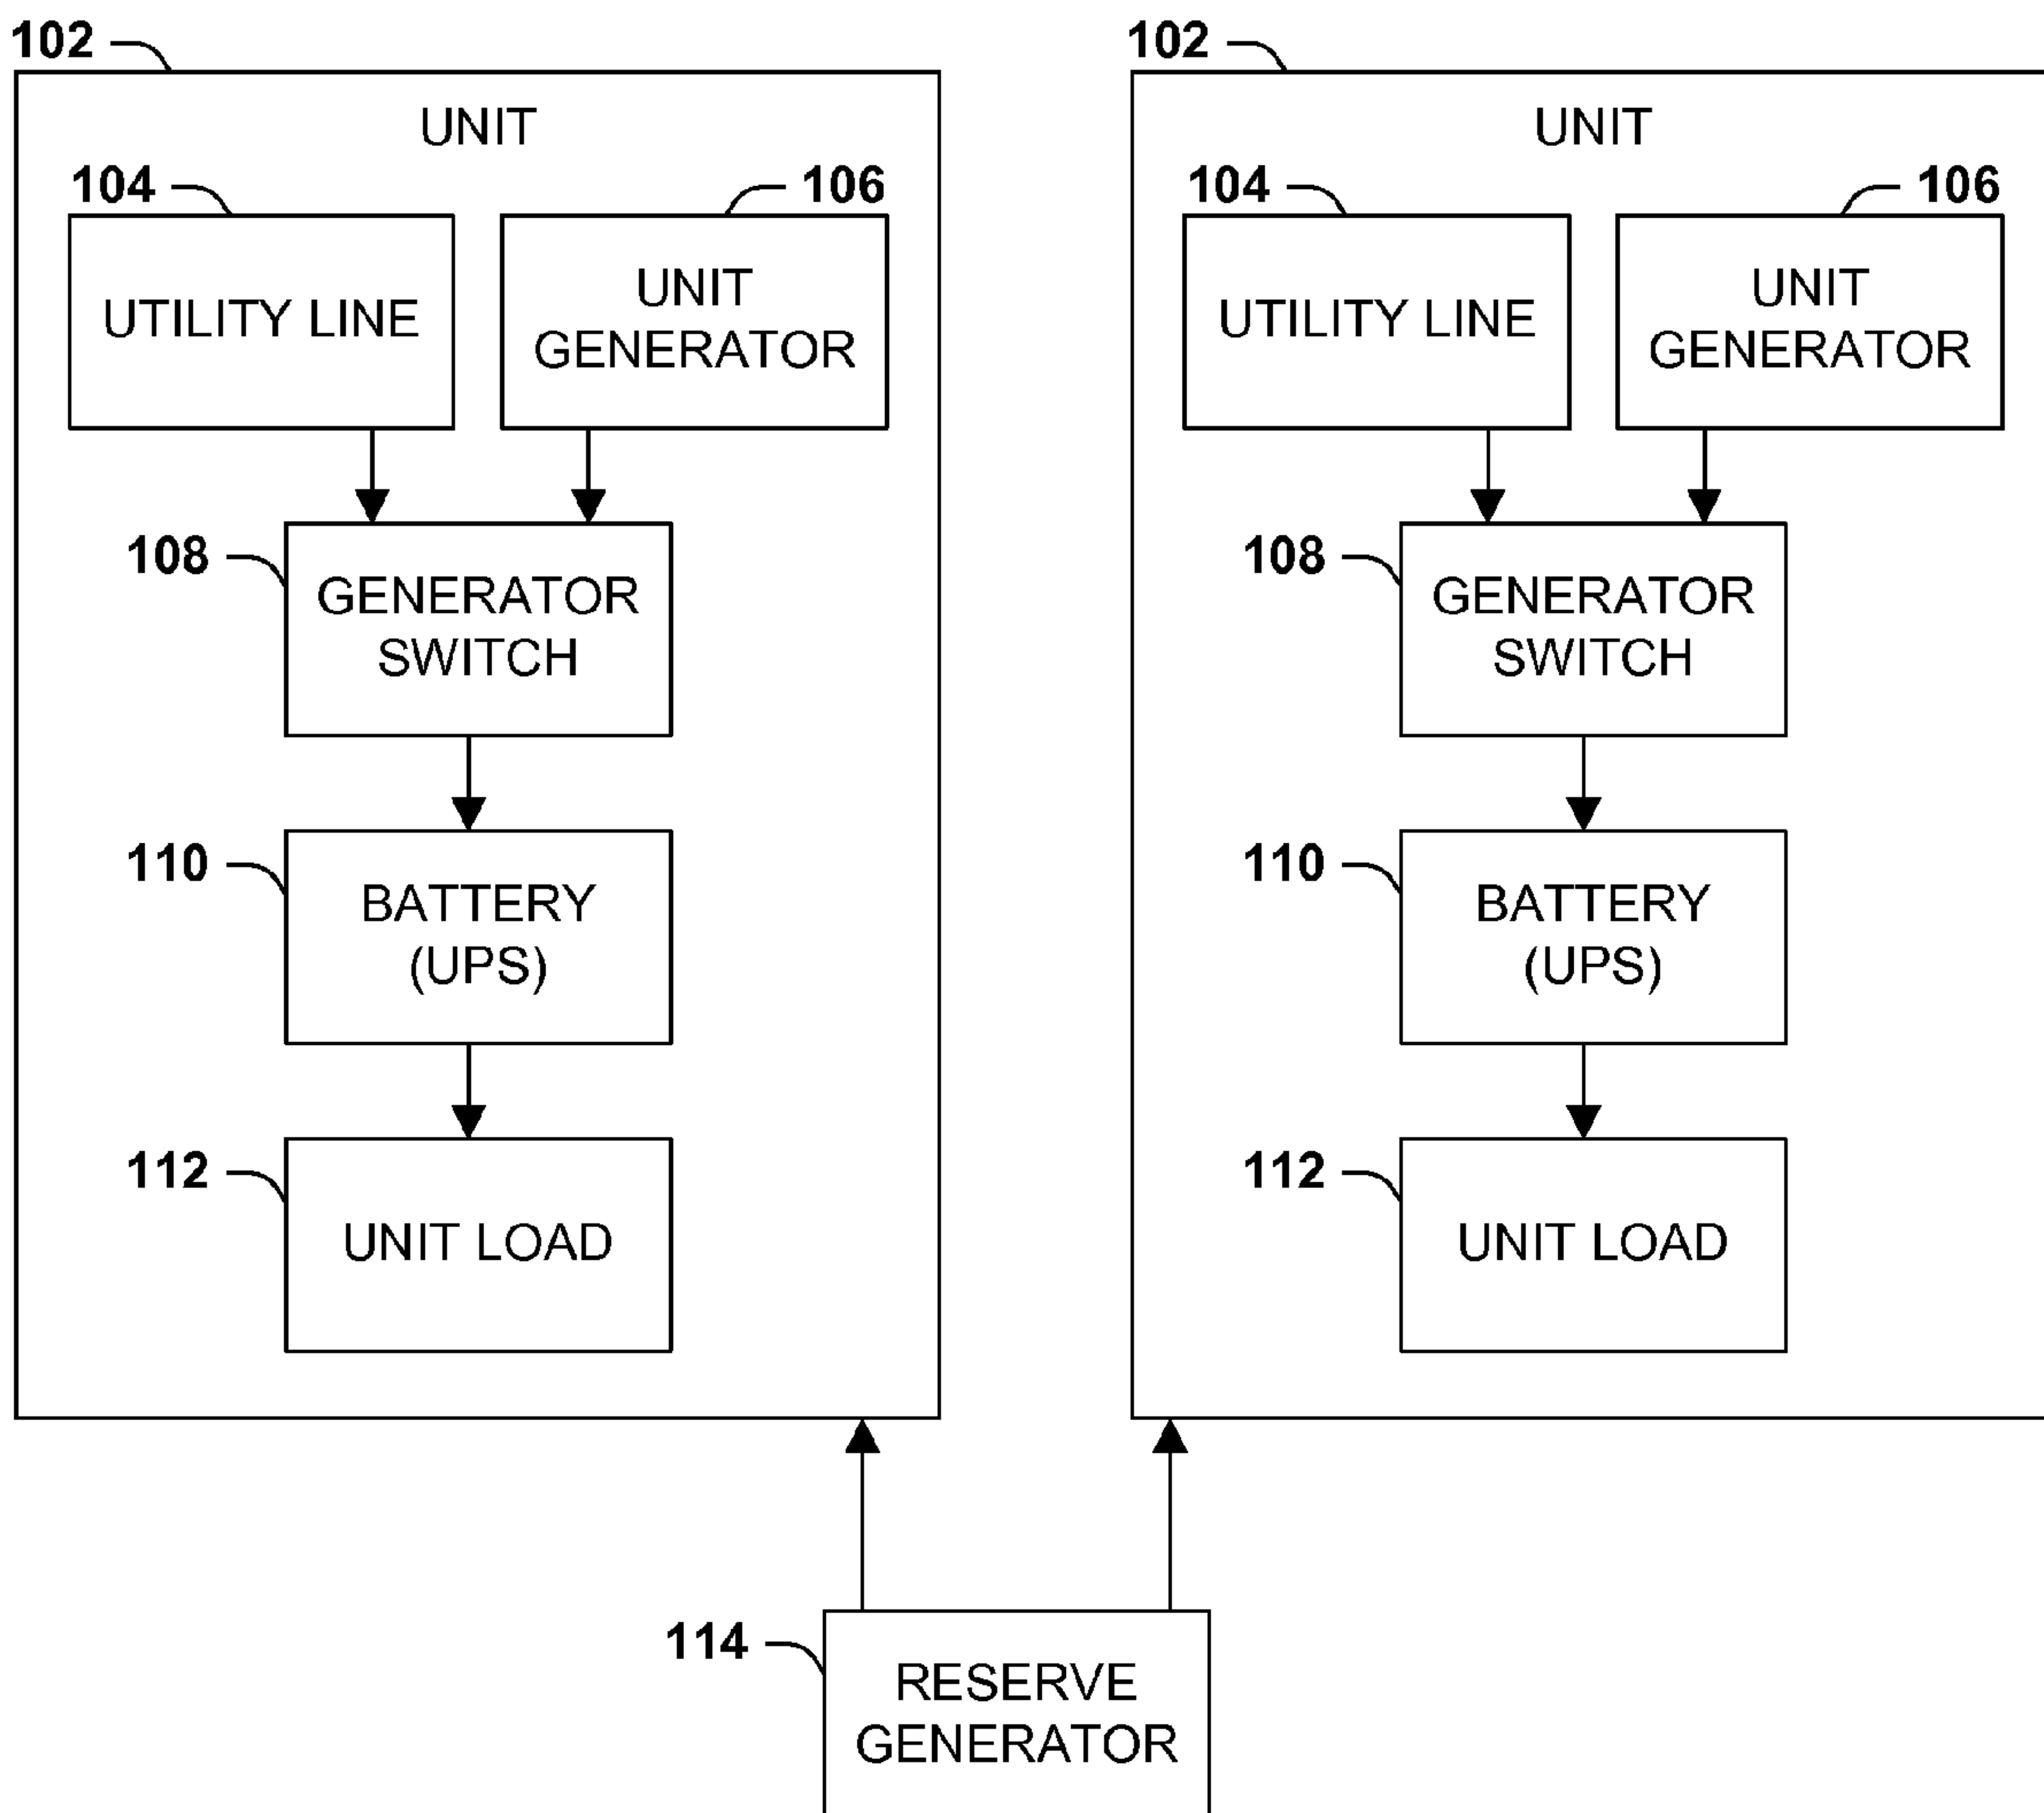 102
UNIT
104
106
UTILITY LINE
UNIT
GENERATOR
108
GENERATOR
SWITCH
110
BATTERY
(UPS)
112
UNIT LOAD
102
UNIT
104
106
UTILITY LINE
UNIT
GENERATOR
108
GENERATOR
SWITCH
110
BATTERY
(UPS)
112
UNIT LOAD
114
RESERVE
GENERATOR